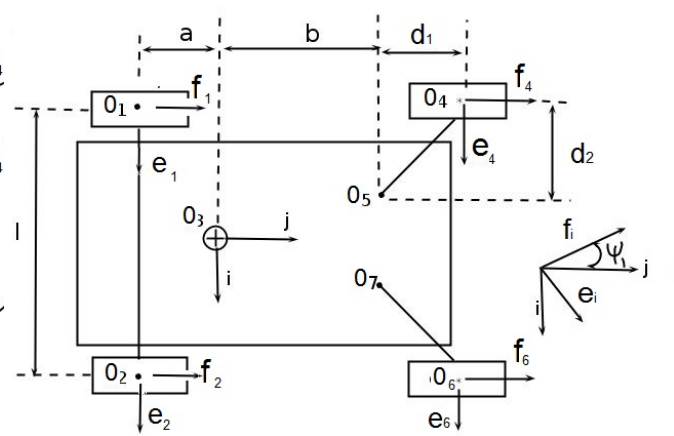 a b d₁
O₁ f₁ O₄ f₄
e₁ e₄ d₂
O₅
l O₃ j fᵢ ψᵢ j
i O₇ i eᵢ
O₂ f₂ O₆ f₆
e₂ e₆